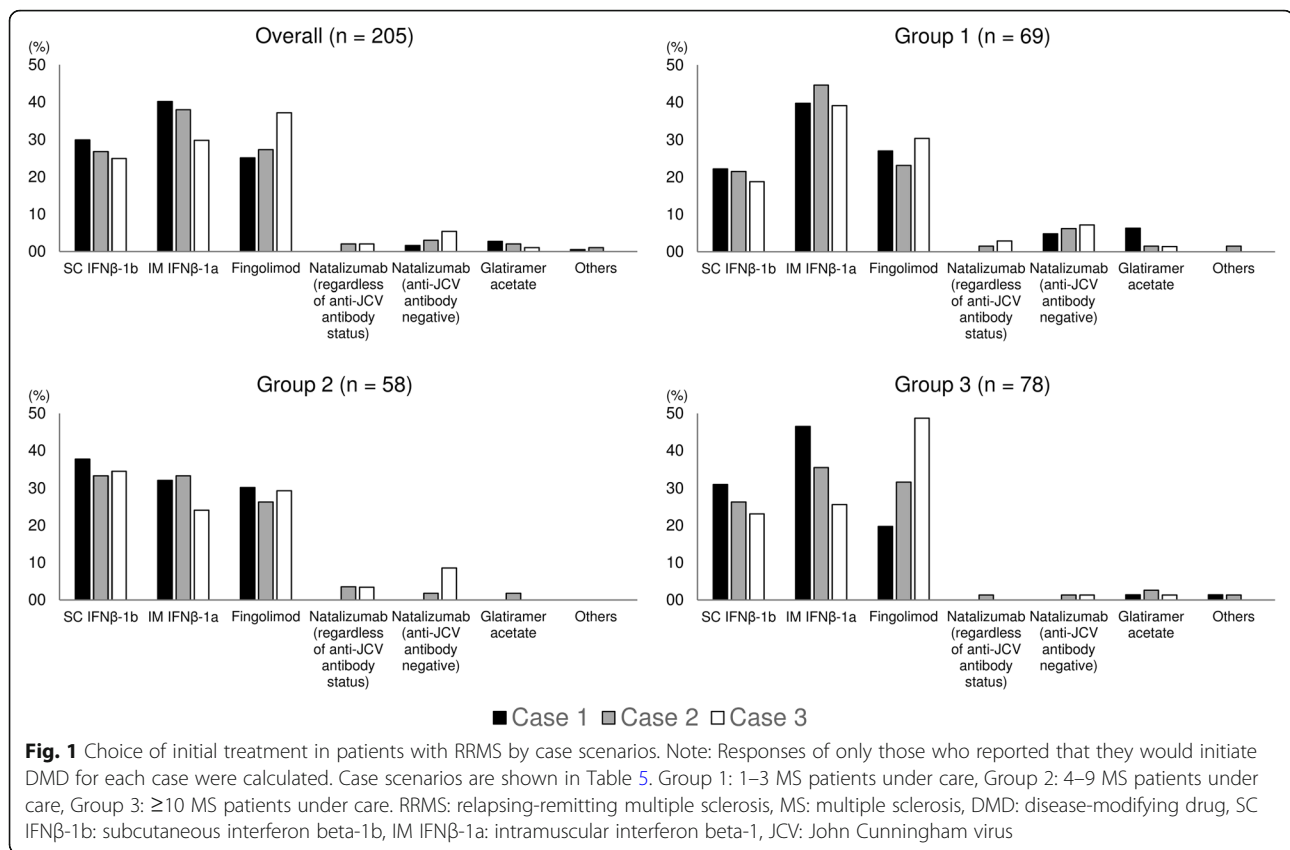 Overall (n = 205)
(%)
50
40
30
20
10
00
SC IFNβ-1b
IM IFNβ-1a
Fingolimod
Natalizumab
(regardless
of anti-JCV
antibody
status)
Natalizumab
(anti-JCV
antibody
negative)
Glatiramer
acetate
Others
Group 1 (n = 69)
(%)
50
40
30
20
10
00
SC IFNβ-1b
IM IFNβ-1a
Fingolimod
Natalizumab
(regardless
of anti-JCV
antibody
status)
Natalizumab
(anti-JCV
antibody
negative)
Glatiramer
acetate
Others
Group 2 (n = 58)
(%)
50
40
30
20
10
00
SC IFNβ-1b
IM IFNβ-1a
Fingolimod
Natalizumab
(regardless
of anti-JCV
antibody
status)
Natalizumab
(anti-JCV
antibody
negative)
Glatiramer
acetate
Others
Group 3 (n = 78)
(%)
50
40
30
20
10
00
SC IFNβ-1b
IM IFNβ-1a
Fingolimod
Natalizumab
(regardless
of anti-JCV
antibody
status)
Natalizumab
(anti-JCV
antibody
negative)
Glatiramer
acetate
Others
Case 1 Case 2 Case 3
Fig. 1 Choice of initial treatment in patients with RRMS by case scenarios. Note: Responses of only those who reported that they would initiate
DMD for each case were calculated. Case scenarios are shown in Table 5. Group 1: 1–3 MS patients under care, Group 2: 4–9 MS patients under
care, Group 3: ≥10 MS patients under care. RRMS: relapsing-remitting multiple sclerosis, MS: multiple sclerosis, DMD: disease-modifying drug, SC
IFNβ-1b: subcutaneous interferon beta-1b, IM IFNβ-1a: intramuscular interferon beta-1, JCV: John Cunningham virus